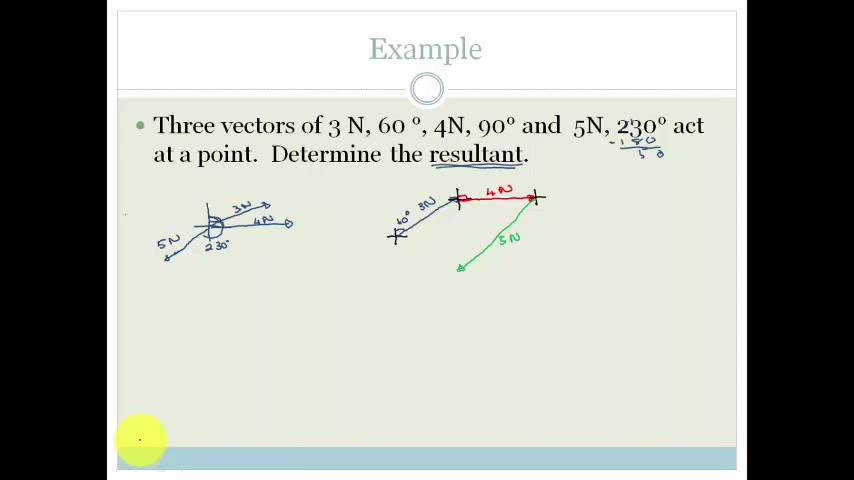 Example
Three vectors of 3 N, 60 °, 4N, 90° and 5N, 230° act
-180
50
at a point. Determine the resultant.
3N
4N
5N
230°
60°
3N
4N
5N